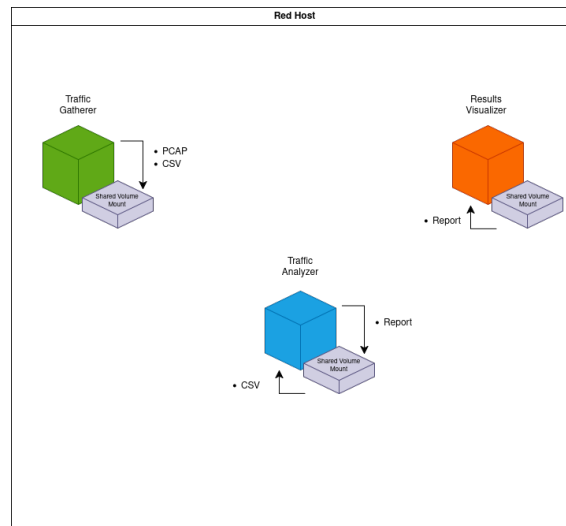 Red Host
Traffic
Gatherer
• PCAP
• CSV
Shared Volume
Mount
Results
Visualizer
• Report
Shared Volume
Mount
Traffic
Analyzer
• Report
Shared Volume
Mount
• CSV